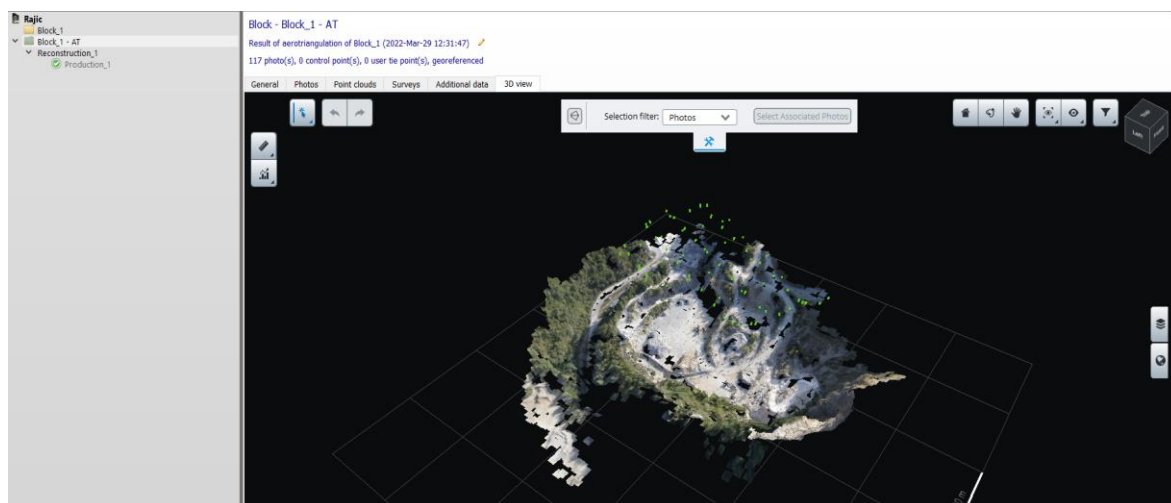 Rajic
Block_1
Block_1 - AT
Reconstruction_1
Production_1
Block - Block_1 - AT
Result of aerotriangulation of Block_1 (2022-Mar-29 12:31:47)
117 photo(s), 0 control point(s), 0 user tie point(s), georeferenced
General Photos Point clouds Surveys Additional data 3D view
Selection filter: Photos Select Associated Photos
Left